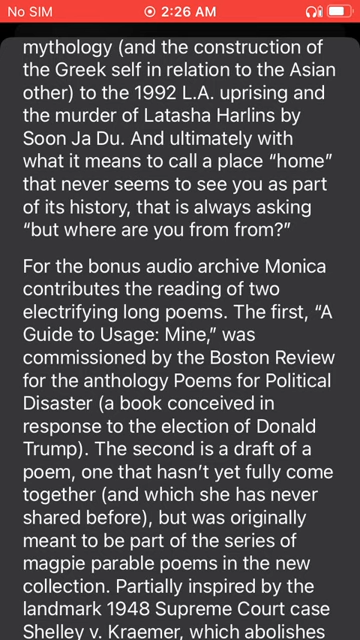 No SIM 2:26 AM
mythology (and the construction of
the Greek self in relation to the Asian
other) to the 1992 L.A. uprising and
the murder of Latasha Harlins by
Soon Ja Du. And ultimately with
what it means to call a place “home”
that never seems to see you as part
of its history, that is always asking
“but where are you from from?”
For the bonus audio archive Monica
contributes the reading of two
electrifying long poems. The first, “A
Guide to Usage: Mine,” was
commissioned by the Boston Review
for the anthology Poems for Political
Disaster (a book conceived in
response to the election of Donald
Trump). The second is a draft of a
poem, one that hasn’t yet fully come
together (and which she has never
shared before), but was originally
meant to be part of the series of
magpie parable poems in the new
collection. Partially inspired by the
landmark 1948 Supreme Court case
Shelley v. Kraemer, which abolishes